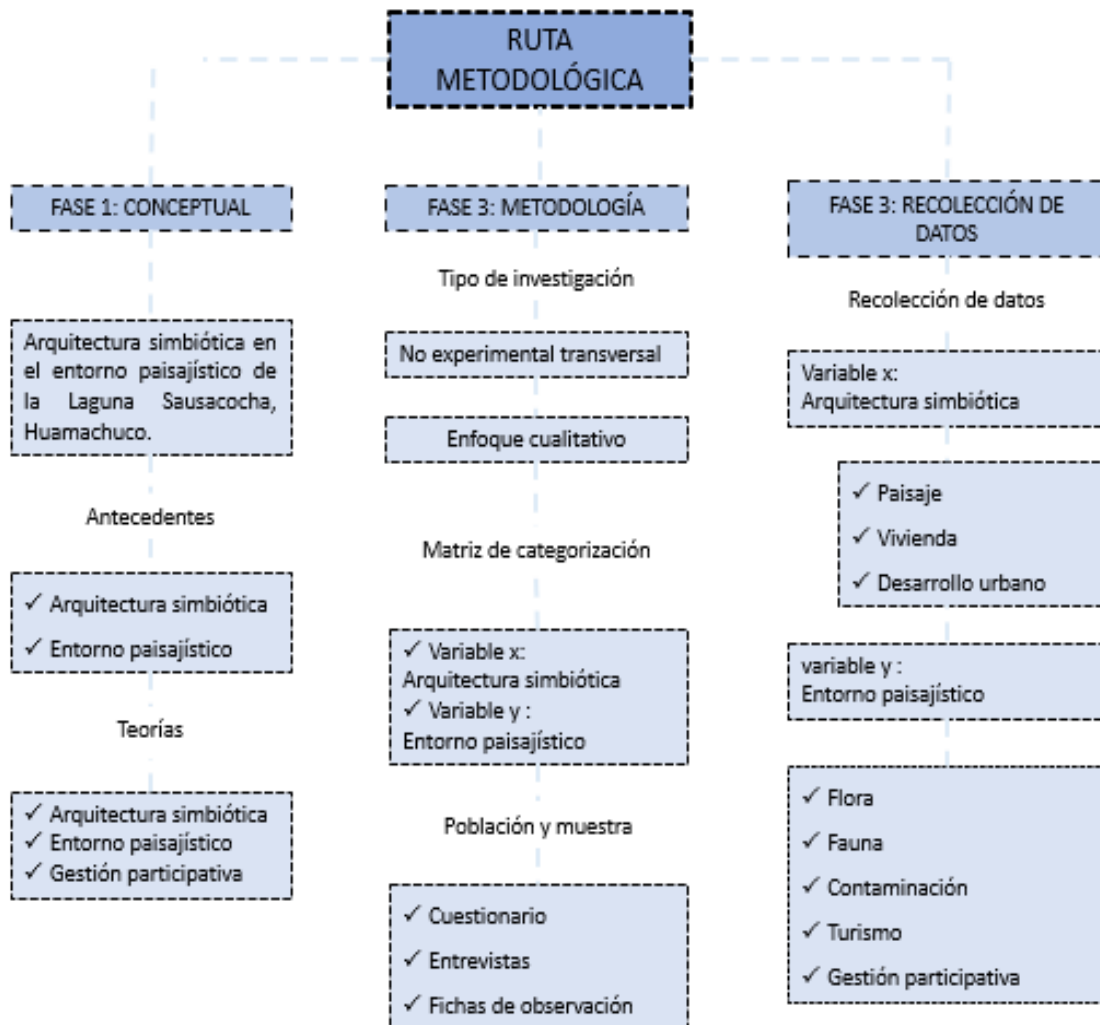 RUTA
METODOLÓGICA
FASE 1: CONCEPTUAL
Arquitectura simbiótica en
el entorno paisajístico de
la Laguna Sausacocha,
Huamachuco.
Antecedentes
✓ Arquitectura simbiótica
✓ Entorno paisajístico
Teorías
✓ Arquitectura simbiótica
✓ Entorno paisajístico
✓ Gestión participativa
FASE 3: METODOLOGÍA
Tipo de investigación
No experimental transversal
Enfoque cualitativo
Matriz de categorización
✓ Variable x:
Arquitectura simbiótica
✓ Variable y :
Entorno paisajístico
Población y muestra
✓ Cuestionario
✓ Entrevistas
✓ Fichas de observación
FASE 3: RECOLECCIÓN DE
DATOS
Recolección de datos
Variable x:
Arquitectura simbiótica
✓ Paisaje
✓ Vivienda
✓ Desarrollo urbano
variable y :
Entorno paisajístico
✓ Flora
✓ Fauna
✓ Contaminación
✓ Turismo
✓ Gestión participativa